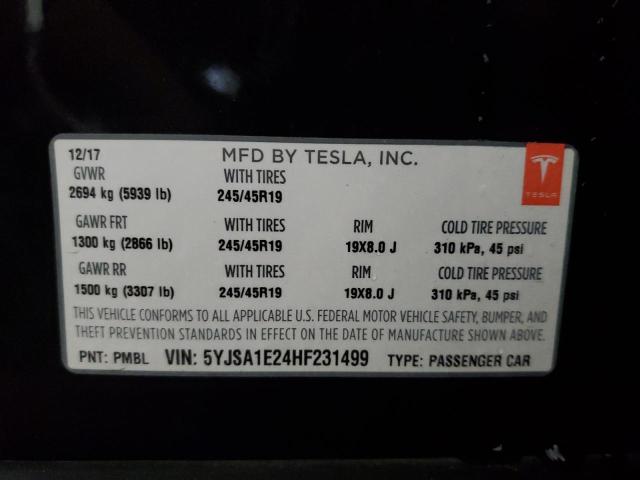 12/17 MFD BY TESLA, INC.
GVWR WITH TIRES
2694 kg (5939 lb) 245/45R19
TESLA
GAWR FRT WITH TIRES RIM COLD TIRE PRESSURE
1300 kg (2866 lb) 245/45R19 19X8.0 J 310 kPa, 45 psi
GAWR RR WITH TIRES RIM COLD TIRE PRESSURE
1500 kg (3307 lb) 245/45R19 19X8.0 J 310 kPa, 45 psi
THIS VEHICLE CONFORMS TO ALL APPLICABLE U.S. FEDERAL MOTOR VEHICLE SAFETY, BUMPER, AND
THEFT PREVENTION STANDARDS IN EFFECT ON THE DATE OF MANUFACTURE SHOWN ABOVE.
PNT: PMBL VIN: 5YJSA1E24HF231499 TYPE: PASSENGER CAR